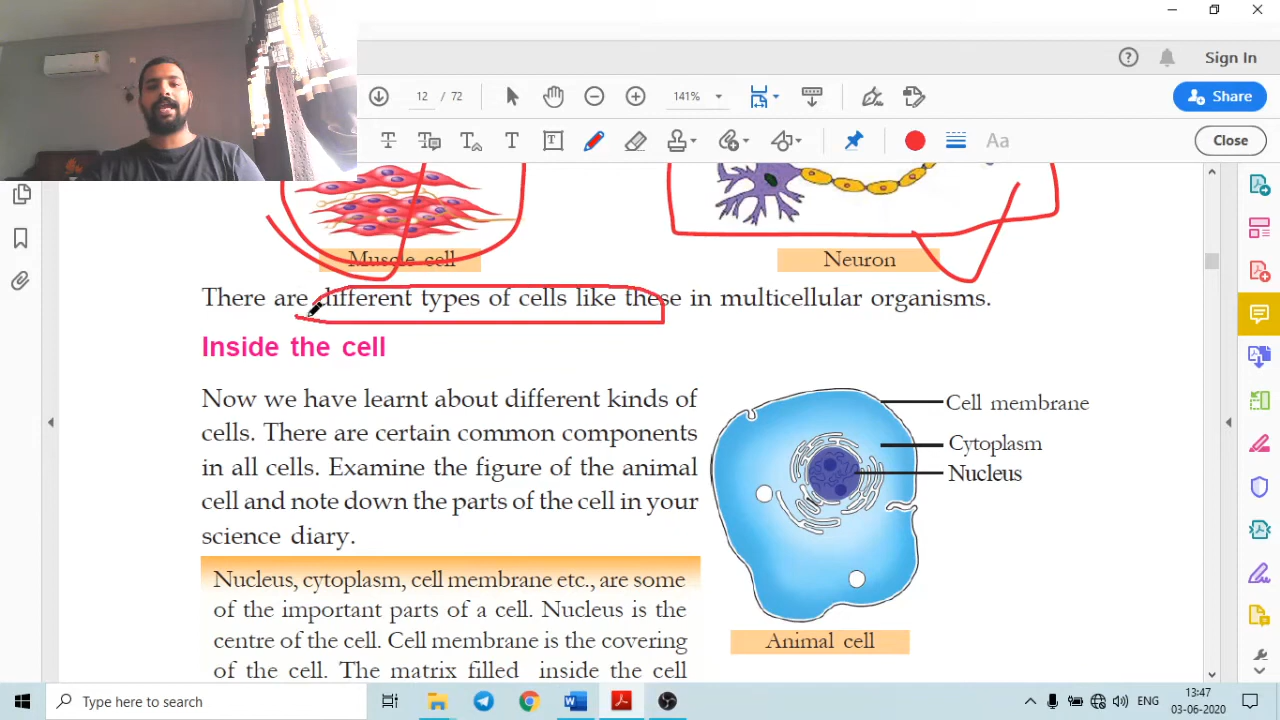 Sign In
12 / 72
141%
Share
Aa
Close
Muscle cell
Neuron
There are different types of cells like these in multicellular organisms.
Inside the cell
Now we have learnt about different kinds of
cells. There are certain common components
in all cells. Examine the figure of the animal
cell and note down the parts of the cell in your
science diary.
Cell membrane
Cytoplasm
Nucleus
Animal cell
Nucleus, cytoplasm, cell membrane etc., are some
of the important parts of a cell. Nucleus is the
centre of the cell. Cell membrane is the covering
of the cell. The matrix filled inside the cell
Type here to search
ENG
13:47
03-06-2020